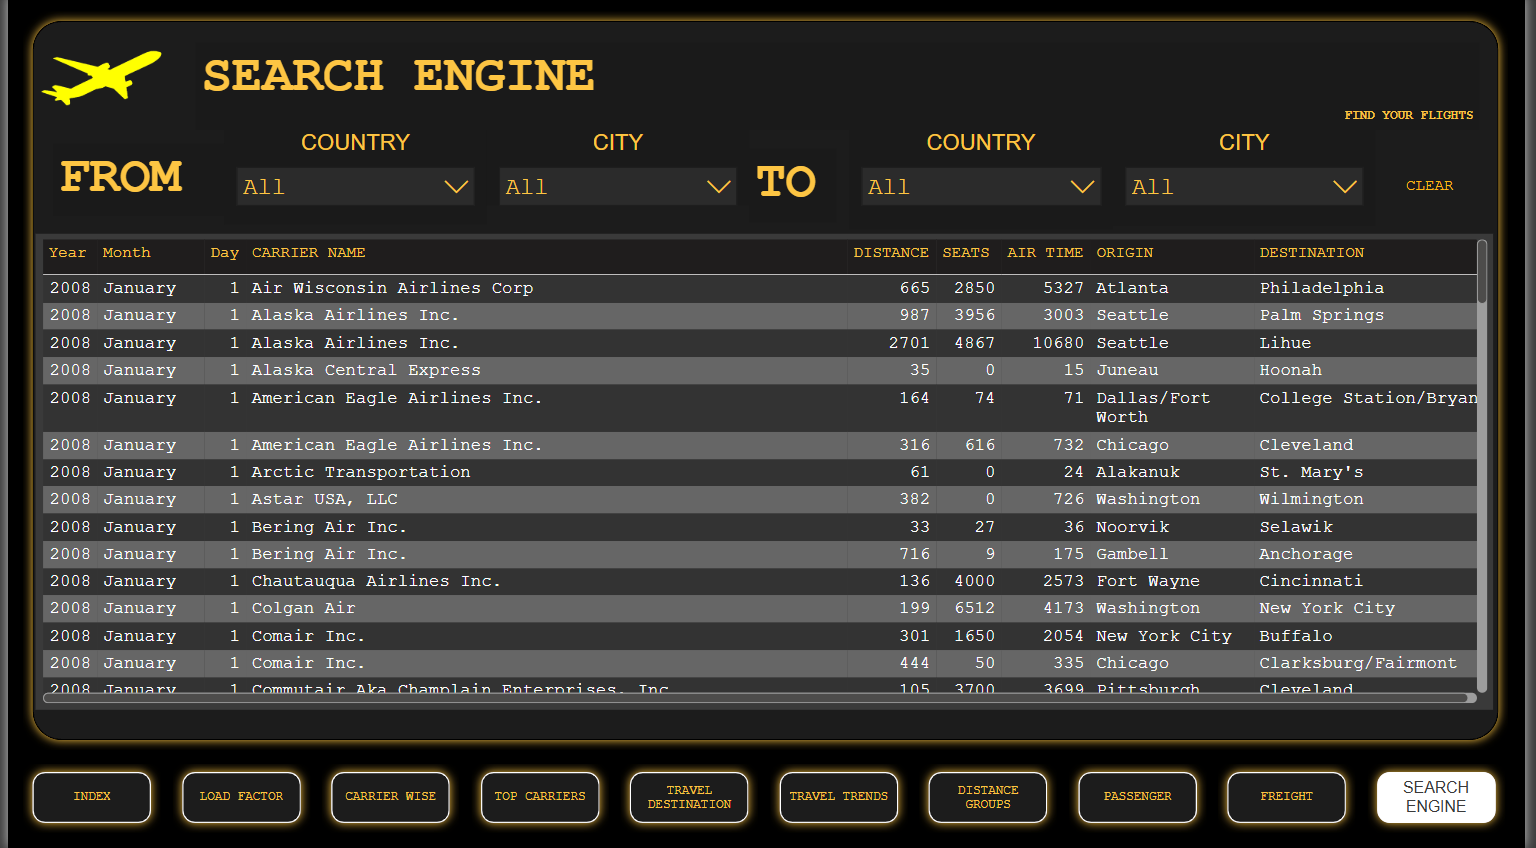 SEARCH ENGINE
FIND YOUR FLIGHTS
FROM COUNTRY CITY TO COUNTRY CITY
All All All All CLEAR
Year Month Day CARRIER NAME DISTANCE SEATS AIR TIME ORIGIN DESTINATION
2008 January 1 Air Wisconsin Airlines Corp 665 2850 5327 Atlanta Philadelphia
2008 January 1 Alaska Airlines Inc. 987 3956 3003 Seattle Palm Springs
2008 January 1 Alaska Airlines Inc. 2701 4867 10680 Seattle Lihue
2008 January 1 Alaska Central Express 35 0 15 Juneau Hoonah
2008 January 1 American Eagle Airlines Inc. 164 74 71 Dallas/Fort College Station/Bryan
Worth
2008 January 1 American Eagle Airlines Inc. 316 616 732 Chicago Cleveland
2008 January 1 Arctic Transportation 61 0 24 Alakanuk St. Mary's
2008 January 1 Astar USA, LLC 382 0 726 Washington Wilmington
2008 January 1 Bering Air Inc. 33 27 36 Noorvik Selawik
2008 January 1 Bering Air Inc. 716 9 175 Gambell Anchorage
2008 January 1 Chautauqua Airlines Inc. 136 4000 2573 Fort Wayne Cincinnati
2008 January 1 Colgan Air 199 6512 4173 Washington New York City
2008 January 1 Comair Inc. 301 1650 2054 New York City Buffalo
2008 January 1 Comair Inc. 444 50 335 Chicago Clarksburg/Fairmont
2008 January 1 Commutair Aka Champlain Enterprises, Inc. 105 3700 3699 Pittsburgh Cleveland
INDEX
LOAD FACTOR
CARRIER WISE
TOP CARRIERS
TRAVEL
DESTINATION
TRAVEL TRENDS
DISTANCE
GROUPS
PASSENGER
FREIGHT
SEARCH
ENGINE